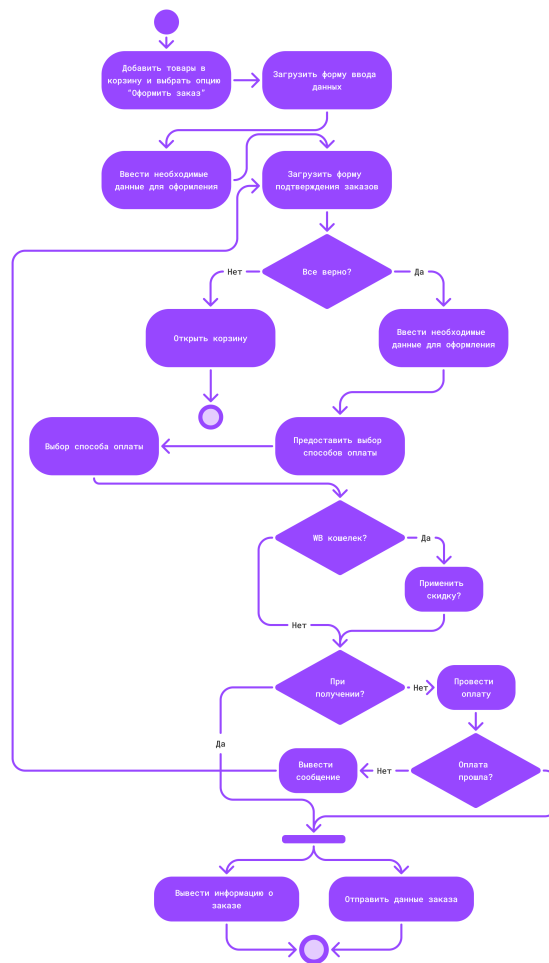 Добавить товары в
корзину и выбрать опцию
"Оформить заказ"
Загрузить форму ввода
данных
Ввести необходимые
данные для оформления
Загрузить форму
подтверждения заказов
Все верно?
Нет
Да
Открыть корзину
Ввести необходимые
данные для оформления
Выбор способа оплаты
Предоставить выбор
способов оплаты
WB кошелек?
Да
Применить
скидку?
Нет
При
получении?
Нет
Провести
оплату
Да
Вывести
сообщение
Нет
Оплата
прошла?
Вывести информацию о
заказе
Отправить данные заказа